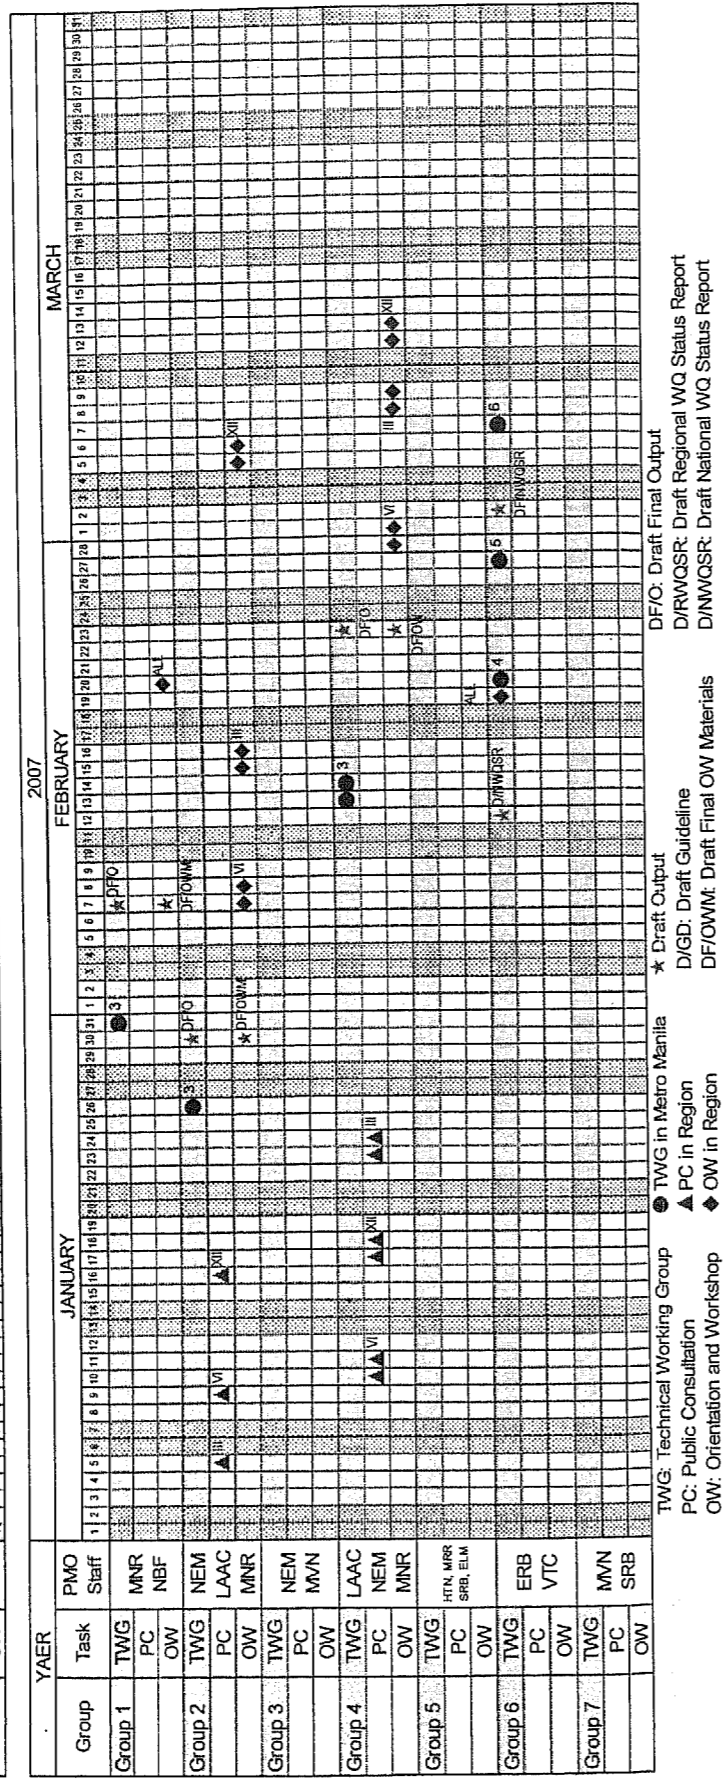 YAER 2007
JANUARY FEBRUARY MARCH
Group Task PMO Staff 1 2 3 4 5 6 7 8 9 10 11 12 13 14 15 16 17 18 19 20 21 22 23 24 25 26 27 28 29 30 31 1 2 3 4 5 6 7 8 9 10 11 12 13 14 15 16 17 18 19 20 21 22 23 24 25 26 27 28 1 2 3 4 5 6 7 8 9 10 11 12 13 14 15 16 17 18 19 20 21 22 23 24 25 26 27 28 29 30 31
Group 1 TWG MNR ● 3 ★ DF/O
PC NBF
OW ★ DF/OWM ◆ ALL
Group 2 TWG NEM ● 3 ★ DF/O
PC LAAC ▲ III ▲ VI ▲ XII ◆◆ XII
OW MNR ★ DF/OWM ◆◆ VI ◆◆ III
Group 3 TWG NEM
PC MVN
OW
Group 4 TWG LAAC ●● 3 ★ DF/O
PC NEM ▲▲ VI ▲▲ XII ▲▲ III
OW MNR ★ DF/OW ◆◆ VI III ◆◆ ◆◆ XII
Group 5 TWG HTN, MRR
PC SRB, ELM
OW ALL
Group 6 TWG ERB ★ D/NWQSR ◆● 4 ● 5 ★ DF/NWQSR ● 6
PC VTC
OW
Group 7 TWG MVN
PC SRB
OW
TWG: Technical Working Group ● TWG in Metro Manila ★ Draft Output DF/O: Draft Final Output
PC: Public Consultation ▲ PC in Region D/GD: Draft Guideline D/RWQSR: Draft Regional WQ Status Report
OW: Orientation and Workshop ◆ OW in Region DF/OWM: Draft Final OW Materials D/NWQSR: Draft National WQ Status Report